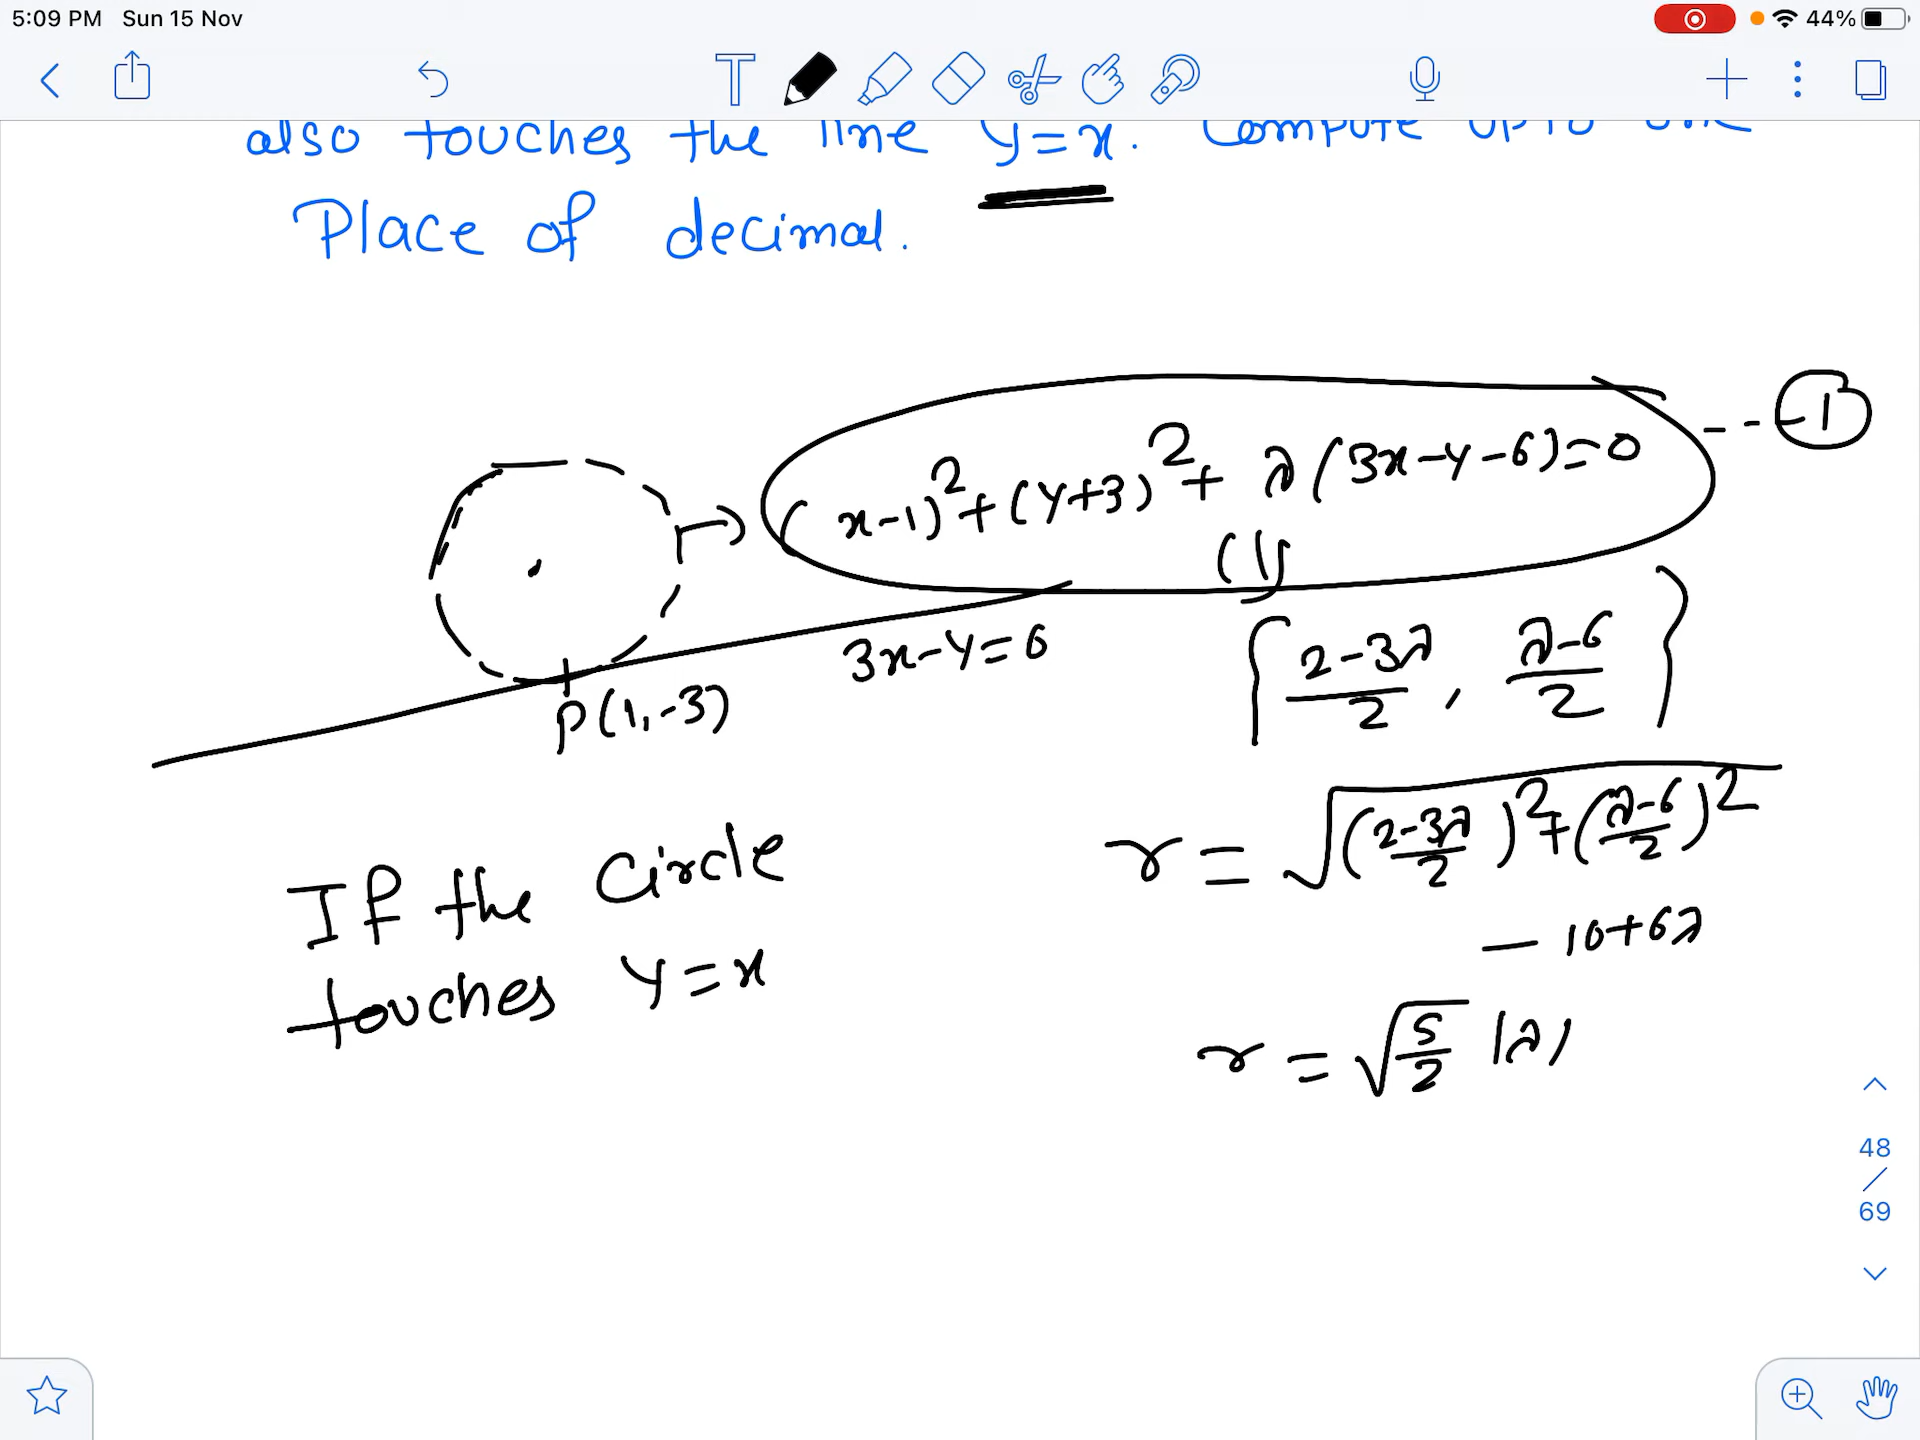 5:09 PM Sun 15 Nov
44%
also touches the line y=x. Compute upto
Place of decimal.
(x-1)²+(y+3)²+ λ(3x-y-6)=0 ---①
3x-y=6
P(1,-3)
{ (2-3λ)/2 , (λ-6)/2 }
r = √((2-3λ)/2)²+((λ-6)/2)²
- 10+6λ
If the Circle
touches y=x
r = √(5/2) |λ|
48
/
69